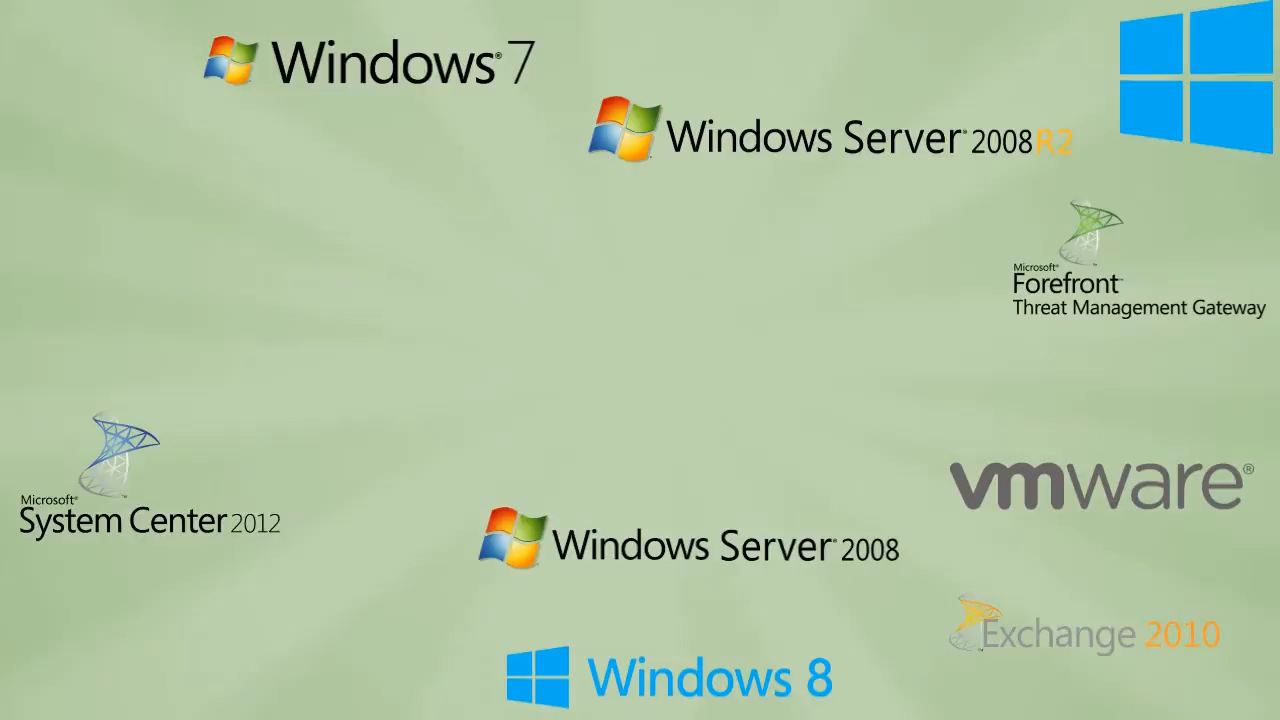 Windows® 7
Windows Server® 2008 R2
Microsoft®
Forefront™
Threat Management Gateway
vmware®
Microsoft®
System Center 2012
Windows Server® 2008
Exchange 2010
Windows 8